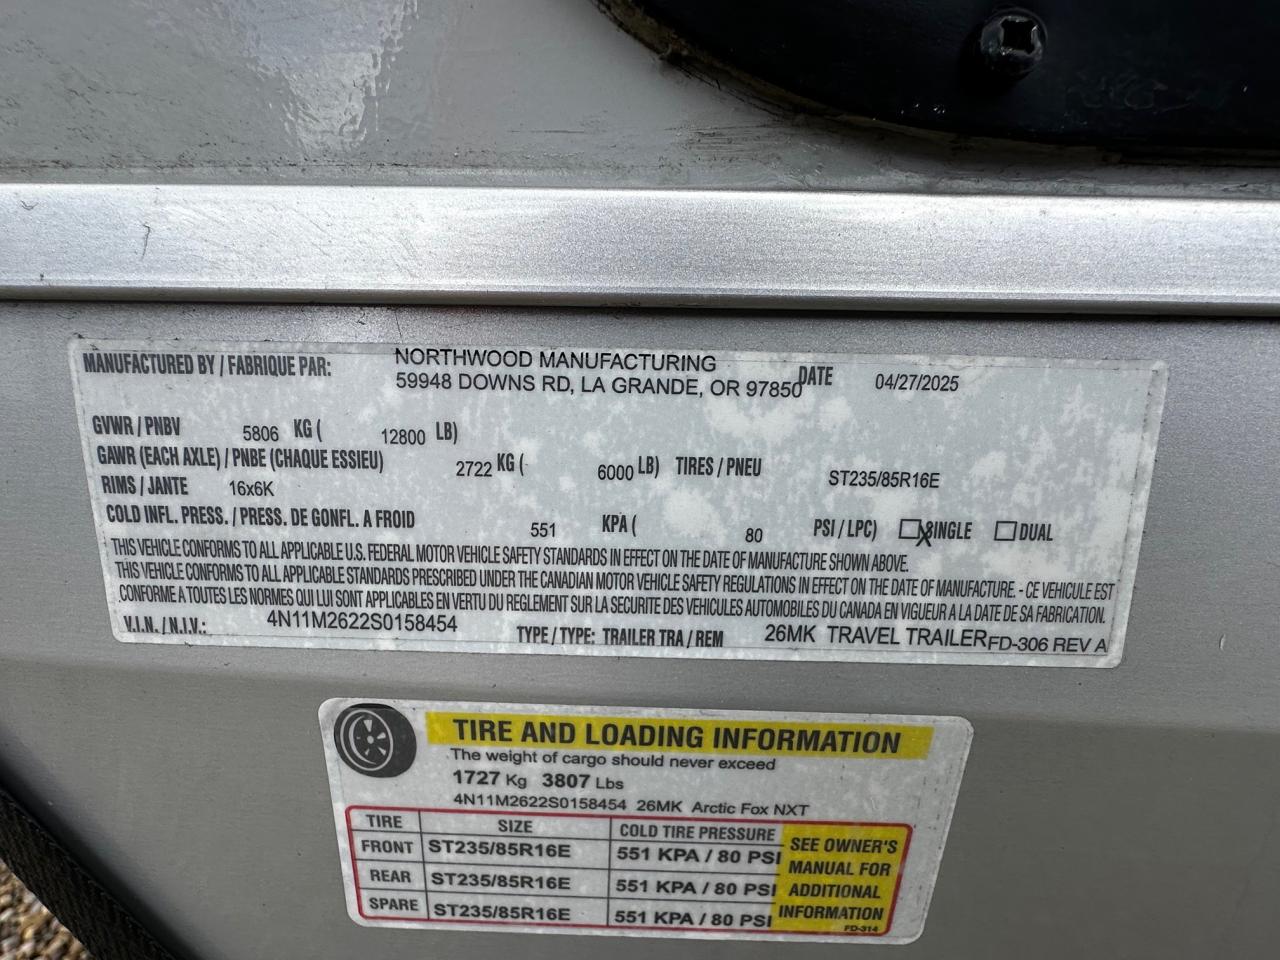 MANUFACTURED BY / FABRIQUE PAR: NORTHWOOD MANUFACTURING
59948 DOWNS RD, LA GRANDE, OR 97850 DATE 04/27/2025
GVWR / PNBV 5806 KG ( 12800 LB)
GAWR (EACH AXLE) / PNBE (CHAQUE ESSIEU) 2722 KG ( 6000 LB) TIRES / PNEU ST235/85R16E
RIMS / JANTE 16x6K
COLD INFL. PRESS. / PRESS. DE GONFL. A FROID 551 KPA ( 80 PSI / LPC) ☒ SINGLE ☐ DUAL
THIS VEHICLE CONFORMS TO ALL APPLICABLE U.S. FEDERAL MOTOR VEHICLE SAFETY STANDARDS IN EFFECT ON THE DATE OF MANUFACTURE SHOWN ABOVE.
THIS VEHICLE CONFORMS TO ALL APPLICABLE STANDARDS PRESCRIBED UNDER THE CANADIAN MOTOR VEHICLE SAFETY REGULATIONS IN EFFECT ON THE DATE OF MANUFACTURE. - CE VEHICULE EST
CONFORME A TOUTES LES NORMES QUI LUI SONT APPLICABLES EN VERTU DU REGLEMENT SUR LA SECURITE DES VEHICULES AUTOMOBILES DU CANADA EN VIGUEUR A LA DATE DE SA FABRICATION.
V.I.N. / N.I.V.: 4N11M2622S0158454 TYPE / TYPE: TRAILER TRA / REM 26MK TRAVEL TRAILER FD-306 REV A
TIRE AND LOADING INFORMATION
The weight of cargo should never exceed
1727 Kg 3807 Lbs
4N11M2622S0158454 26MK Arctic Fox NXT
TIRE SIZE COLD TIRE PRESSURE
FRONT ST235/85R16E 551 KPA / 80 PSI
REAR ST235/85R16E 551 KPA / 80 PSI
SPARE ST235/85R16E 551 KPA / 80 PSI
SEE OWNER'S
MANUAL FOR
ADDITIONAL
INFORMATION
FD-314